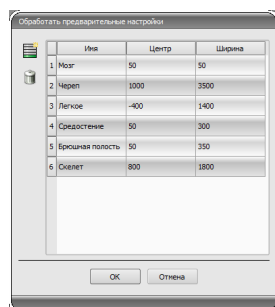 Обработать предварительные настройки
Имя Центр Ширина
1 Мозг 50 50
2 Череп 1000 3500
3 Легкое -400 1400
4 Средостение 50 300
5 Брюшная полость 50 350
6 Скелет 800 1800
OK Отмена